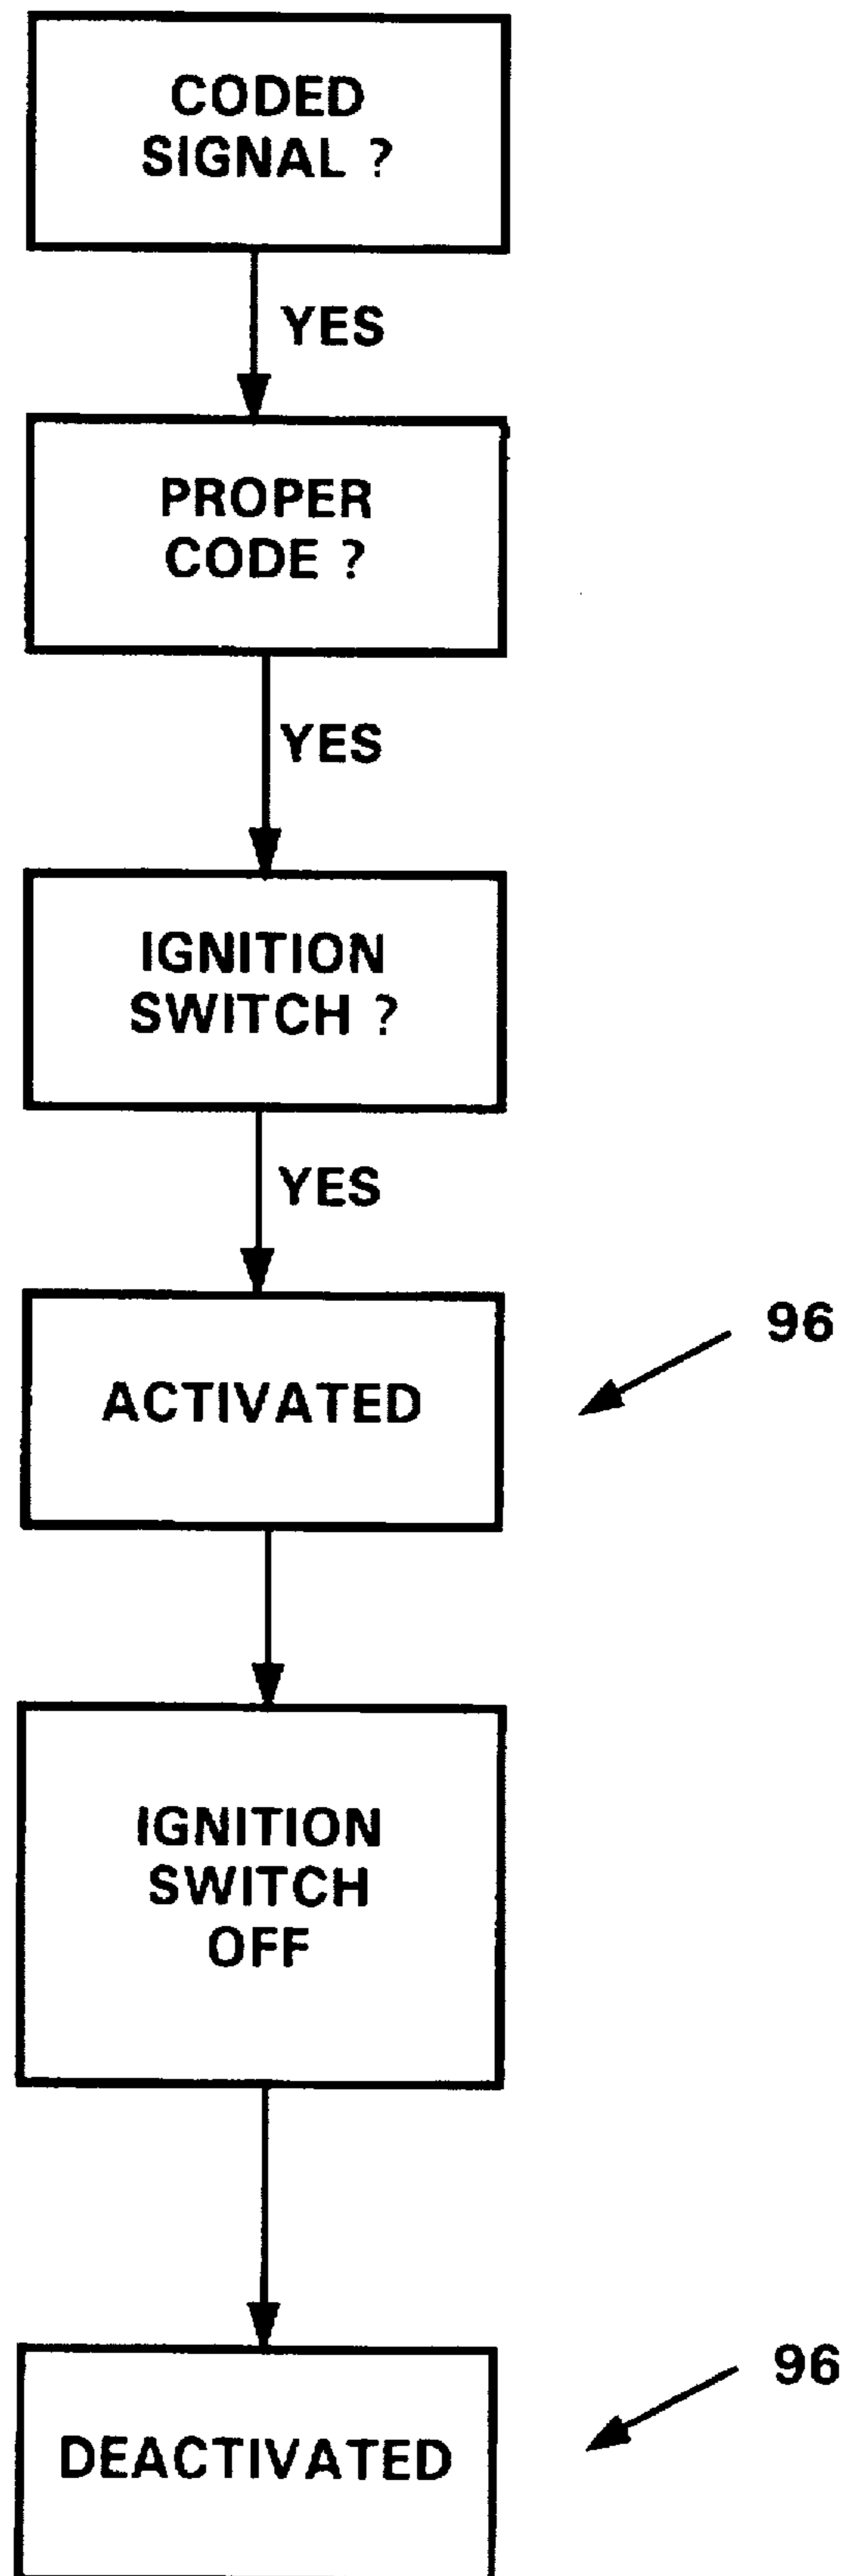 CODED
SIGNAL ?
YES
PROPER
CODE ?
YES
IGNITION
SWITCH ?
YES
ACTIVATED
96
IGNITION
SWITCH
OFF
DEACTIVATED
96